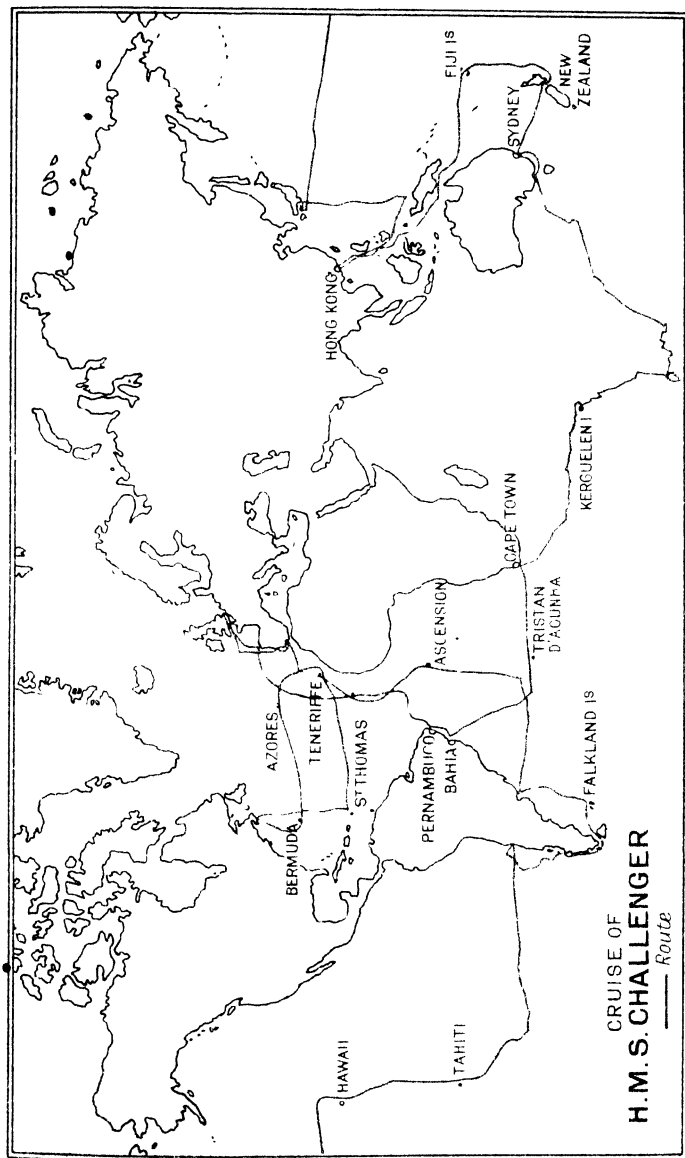 CRUISE OF
H.M.S. CHALLENGER
Route
HAWAII
TAHITI
BERMUDA
AZORES
TENERIFFE
ST THOMAS
PERNAMBUCO
BAHIA
FALKLAND IS
ASCENSION
TRISTAN
D'ACUNHA
CAPE TOWN
KERGUELEN I
HONG KONG
SYDNEY
FIJI IS
NEW
ZEALAND